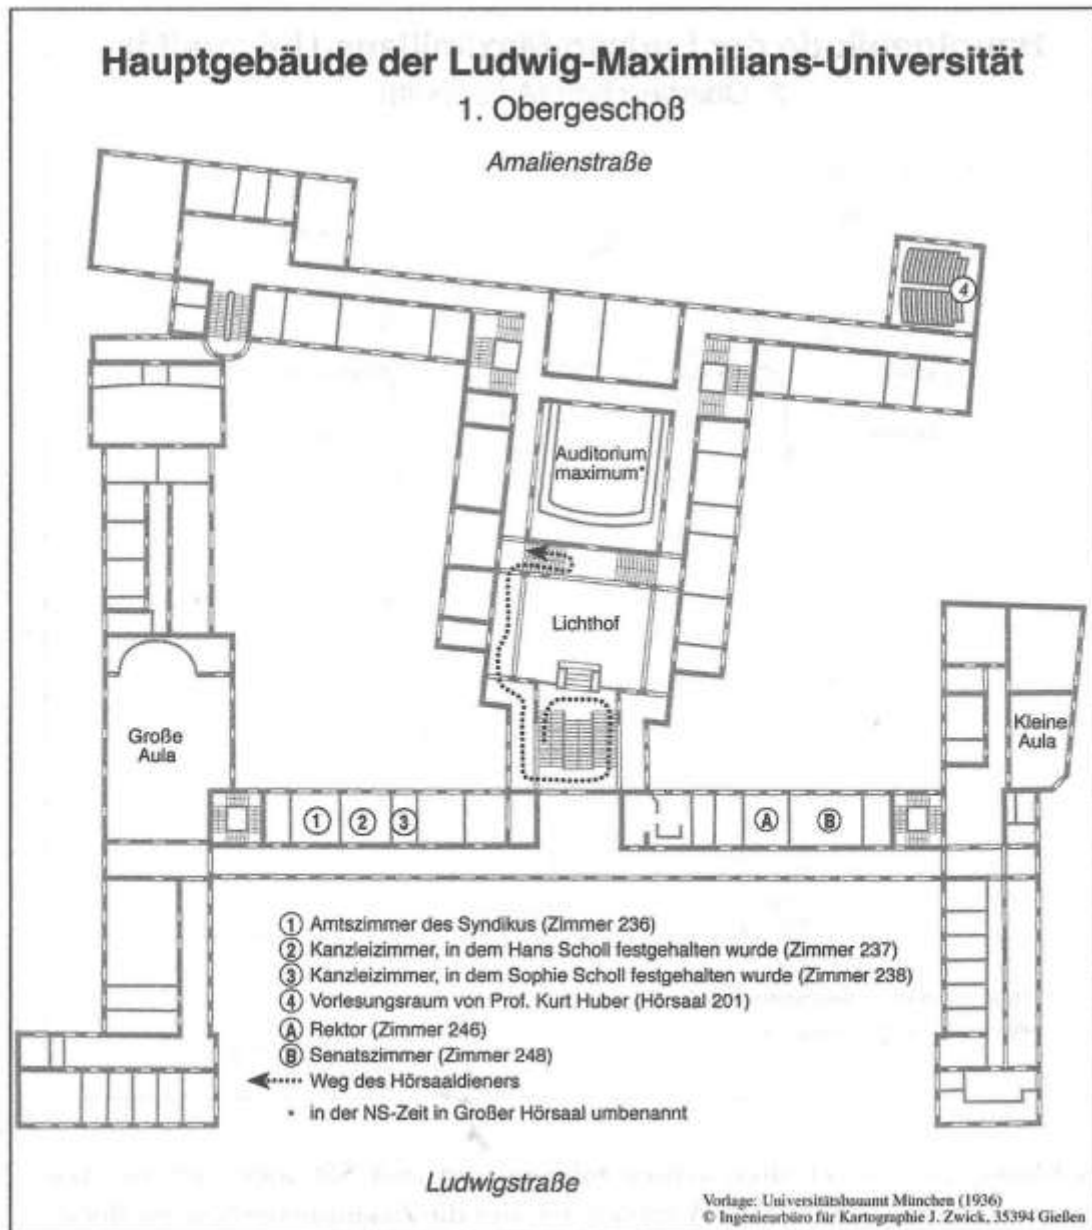 Hauptgebäude der Ludwig-Maximilians-Universität
1. Obergeschoß
Amalienstraße
4
Auditorium
maximum*
Lichthof
Große
Aula
Kleine
Aula
1
2
3
A
B
1 Amtszimmer des Syndikus (Zimmer 236)
2 Kanzleizimmer, in dem Hans Scholl festgehalten wurde (Zimmer 237)
3 Kanzleizimmer, in dem Sophie Scholl festgehalten wurde (Zimmer 238)
4 Vorlesungsraum von Prof. Kurt Huber (Hörsaal 201)
A Rektor (Zimmer 246)
B Senatszimmer (Zimmer 248)
Weg des Hörsaaldieners
* in der NS-Zeit in Großer Hörsaal umbenannt
Ludwigstraße
Vorlage: Universitätsbauamt München (1936)
© Ingenieurbüro für Kartographie J. Zwick, 35394 Gießen